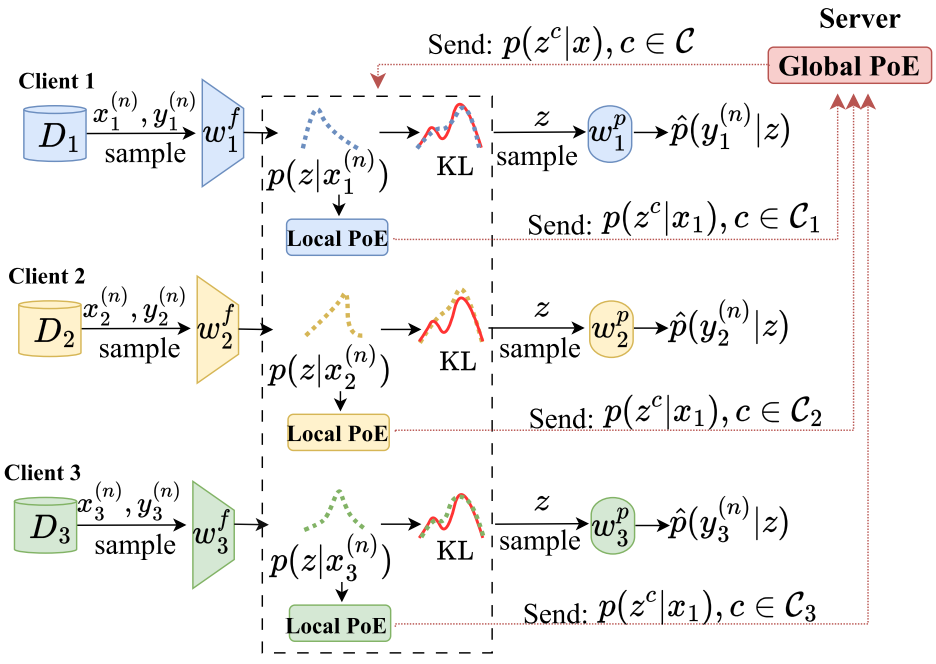 Server
Send: $p(z^c|x), c \in \mathcal{C}$
Global PoE
Client 1
$D_1$
$x_1^{(n)}, y_1^{(n)}$
sample
$w_1^f$
$p(z|x_1^{(n)})$
KL
$z$
sample
$w_1^p$
$\hat{p}(y_1^{(n)}|z)$
Local PoE
Send: $p(z^c|x_1), c \in \mathcal{C}_1$
Client 2
$D_2$
$x_2^{(n)}, y_2^{(n)}$
sample
$w_2^f$
$p(z|x_2^{(n)})$
KL
$z$
sample
$w_2^p$
$\hat{p}(y_2^{(n)}|z)$
Local PoE
Send: $p(z^c|x_1), c \in \mathcal{C}_2$
Client 3
$D_3$
$x_3^{(n)}, y_3^{(n)}$
sample
$w_3^f$
$p(z|x_3^{(n)})$
KL
$z$
sample
$w_3^p$
$\hat{p}(y_3^{(n)}|z)$
Local PoE
Send: $p(z^c|x_1), c \in \mathcal{C}_3$